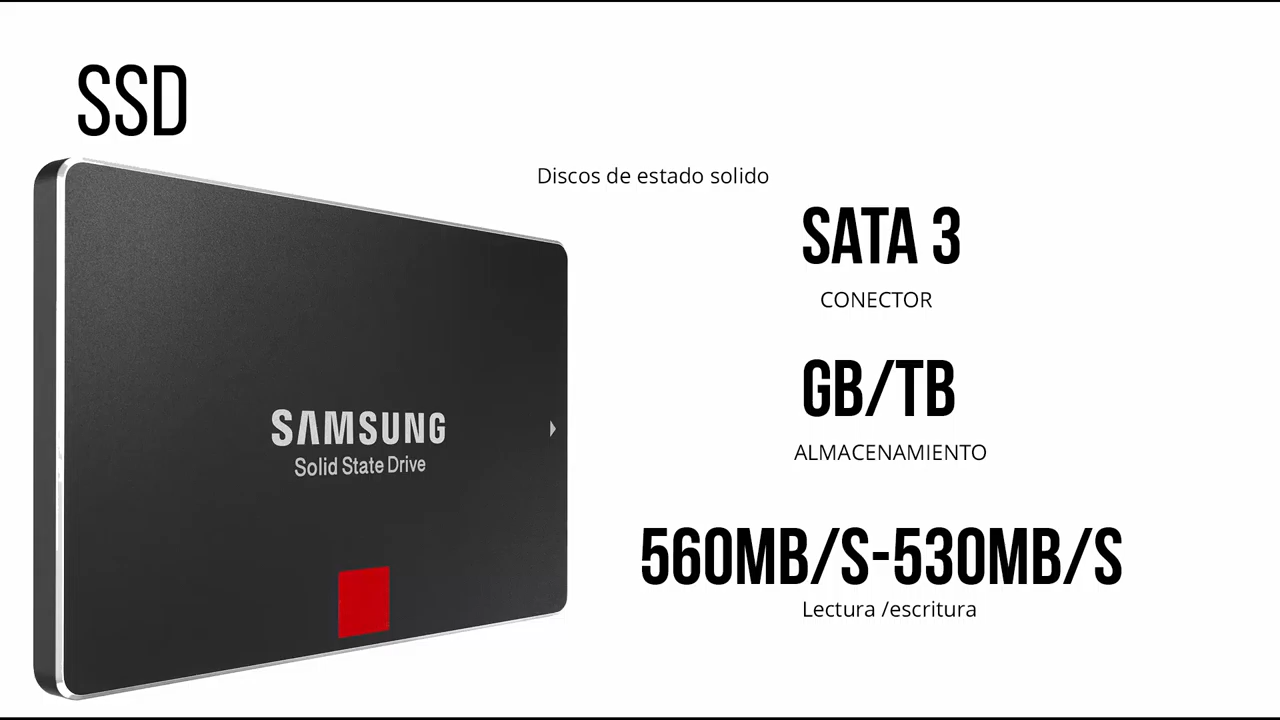 SSD
Discos de estado solido
SATA 3
CONECTOR
GB/TB
ALMACENAMIENTO
SAMSUNG
Solid State Drive
560MB/S-530MB/S
Lectura /escritura